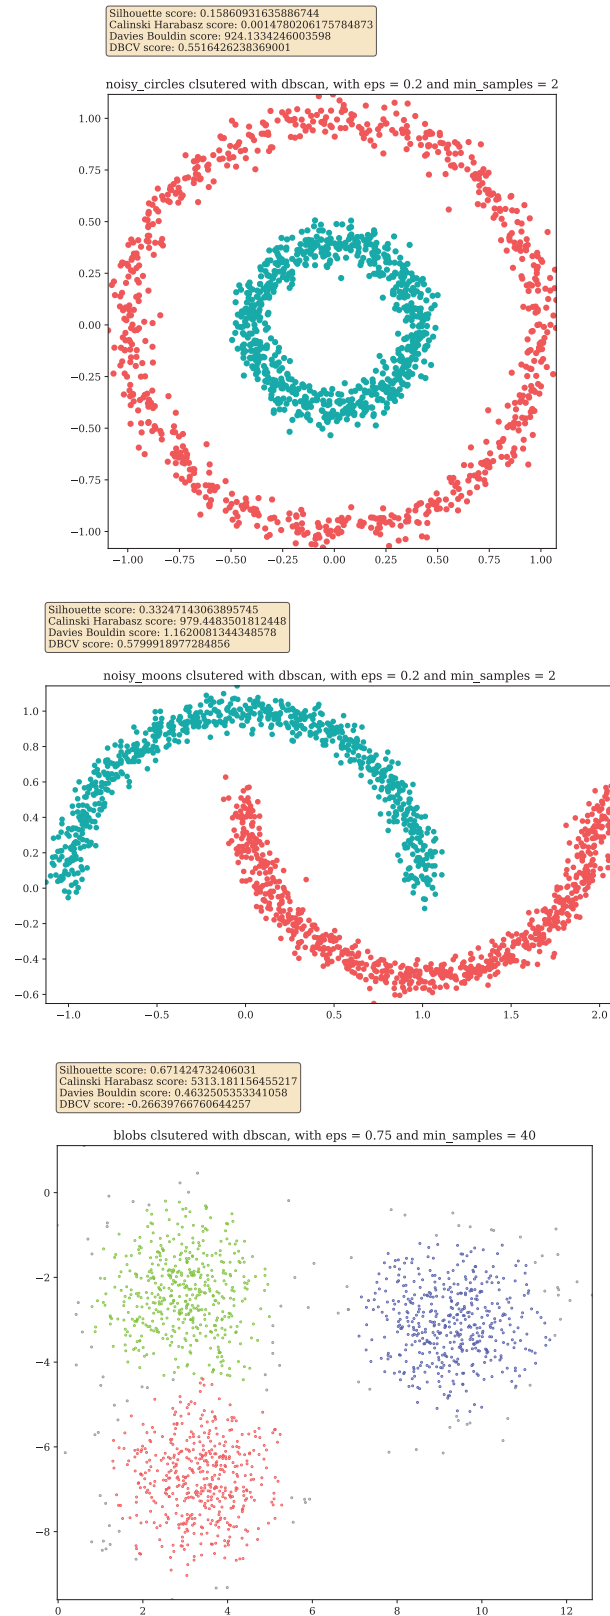 Silhouette score: 0.15860931635886744
Calinski Harabasz score: 0.0014780206175784873
Davies Bouldin score: 924.1334246003598
DBCV score: 0.5516426238369001
noisy_circles clsutered with dbscan, with eps = 0.2 and min_samples = 2
1.00
0.75
0.50
0.25
0.00
−0.25
−0.50
−0.75
−1.00
−1.00 −0.75 −0.50 −0.25 0.00 0.25 0.50 0.75 1.00
Silhouette score: 0.33247143063895745
Calinski Harabasz score: 979.4483501812448
Davies Bouldin score: 1.1620081344348578
DBCV score: 0.5799918977284856
noisy_moons clsutered with dbscan, with eps = 0.2 and min_samples = 2
1.0
0.8
0.6
0.4
0.2
0.0
−0.2
−0.4
−0.6
−1.0 −0.5 0.0 0.5 1.0 1.5 2.0
Silhouette score: 0.671424732406031
Calinski Harabasz score: 5313.181156455217
Davies Bouldin score: 0.4632505353341058
DBCV score: -0.26639766760644257
blobs clsutered with dbscan, with eps = 0.75 and min_samples = 40
0
−2
−4
−6
−8
0 2 4 6 8 10 12